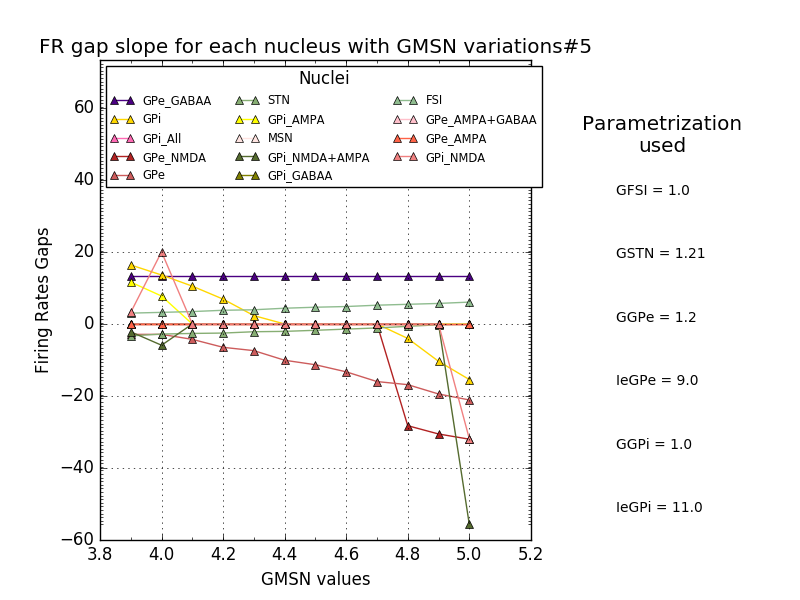 FR gap slope for each nucleus with GMSN variations#5
Nuclei
GPe_GABAA
GPi
GPi_All
GPe_NMDA
GPe
STN
GPi_AMPA
MSN
GPi_NMDA+AMPA
GPi_GABAA
FSI
GPe_AMPA+GABAA
GPe_AMPA
GPi_NMDA
60
40
20
0
−20
−40
−60
Firing Rates Gaps
3.8 4.0 4.2 4.4 4.6 4.8 5.0 5.2
GMSN values
Parametrization
used
GFSI = 1.0
GSTN = 1.21
GGPe = 1.2
IeGPe = 9.0
GGPi = 1.0
IeGPi = 11.0